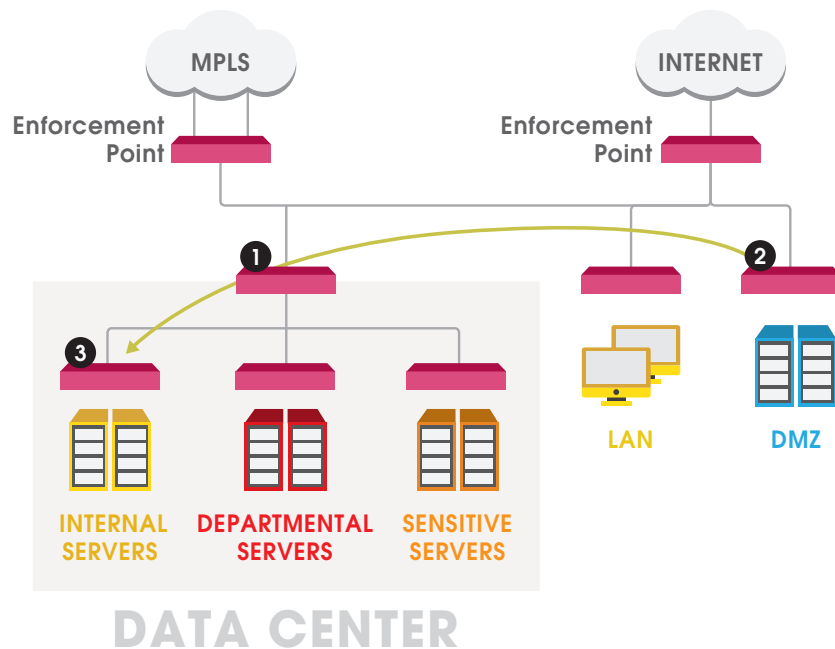 MPLS
INTERNET
Enforcement
Point
Enforcement
Point
1
2
3
LAN
DMZ
INTERNAL
SERVERS
DEPARTMENTAL
SERVERS
SENSITIVE
SERVERS
DATA CENTER